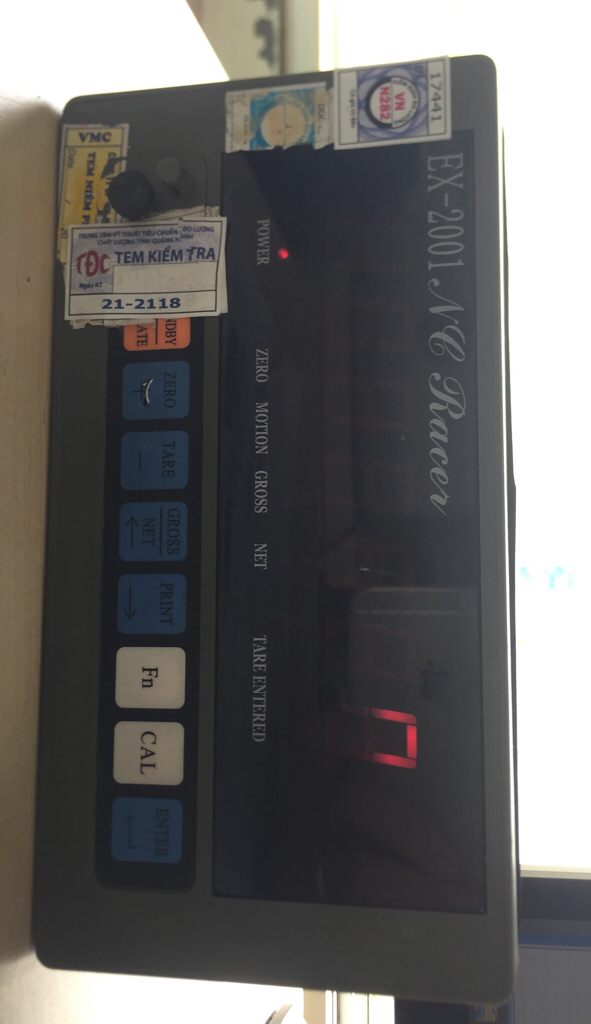 EX-2001 NC Racer
17441
VN
N282
POWER
ZERO MOTION GROSS NET TARE ENTERED
VMC
TEM NIÊM
TRUNG TÂM KỸ THUẬT TIÊU CHUẨN ĐO LƯỜNG
CHẤT LƯỢNG TỈNH QUẢNG
TĐC TEM KIỂM TRA
Ngày KT
21-2118
ZERO
TARE
GROSS
NET
PRINT
Fn
CAL
ENTER